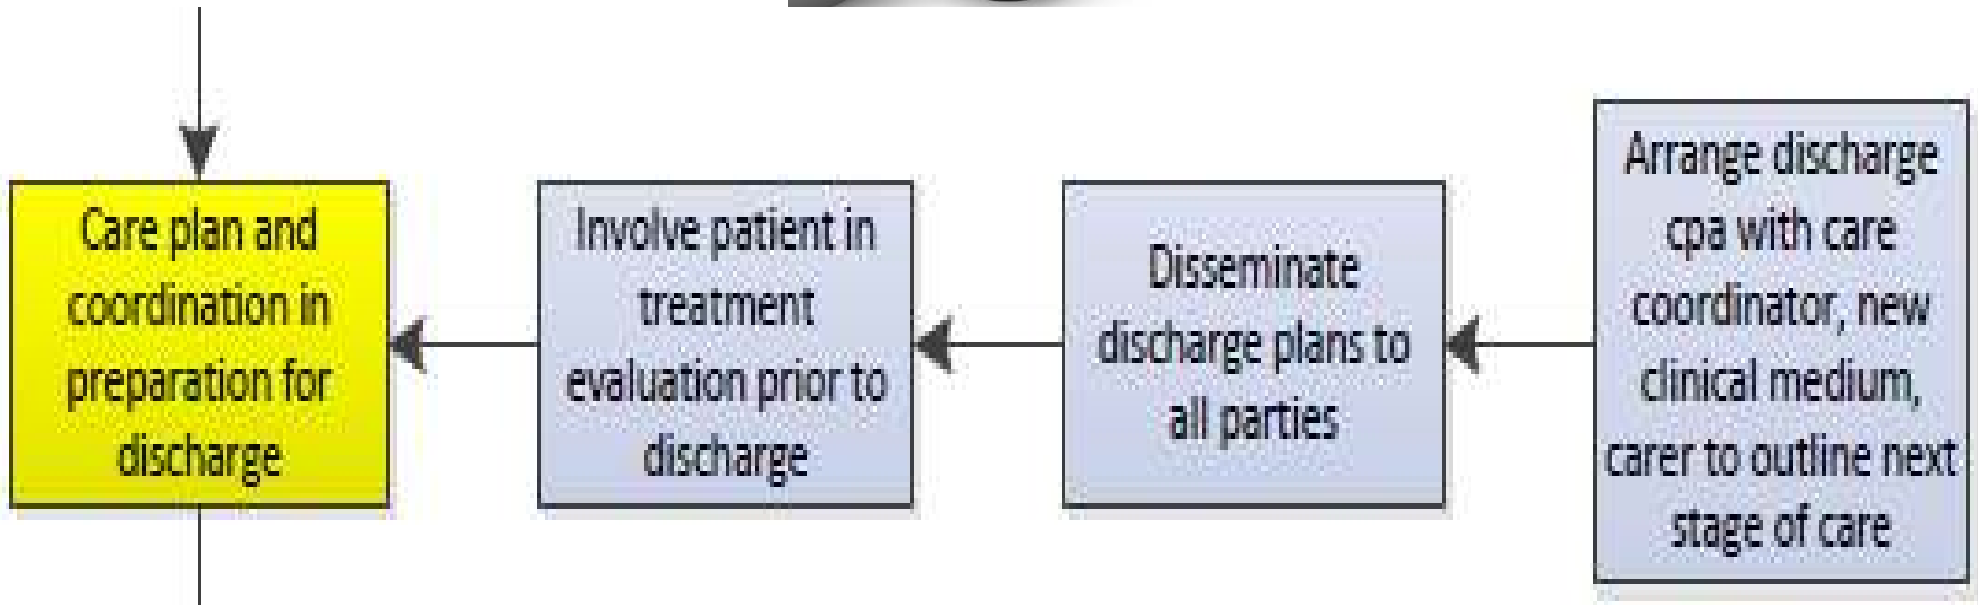 Care plan and
coordination in
preparation for
discharge
Involve patient in
treatment
evaluation prior to
discharge
Disseminate
discharge plans to
all parties
Arrange discharge
cpa with care
coordinator, new
clinical medium,
carer to outline next
stage of care